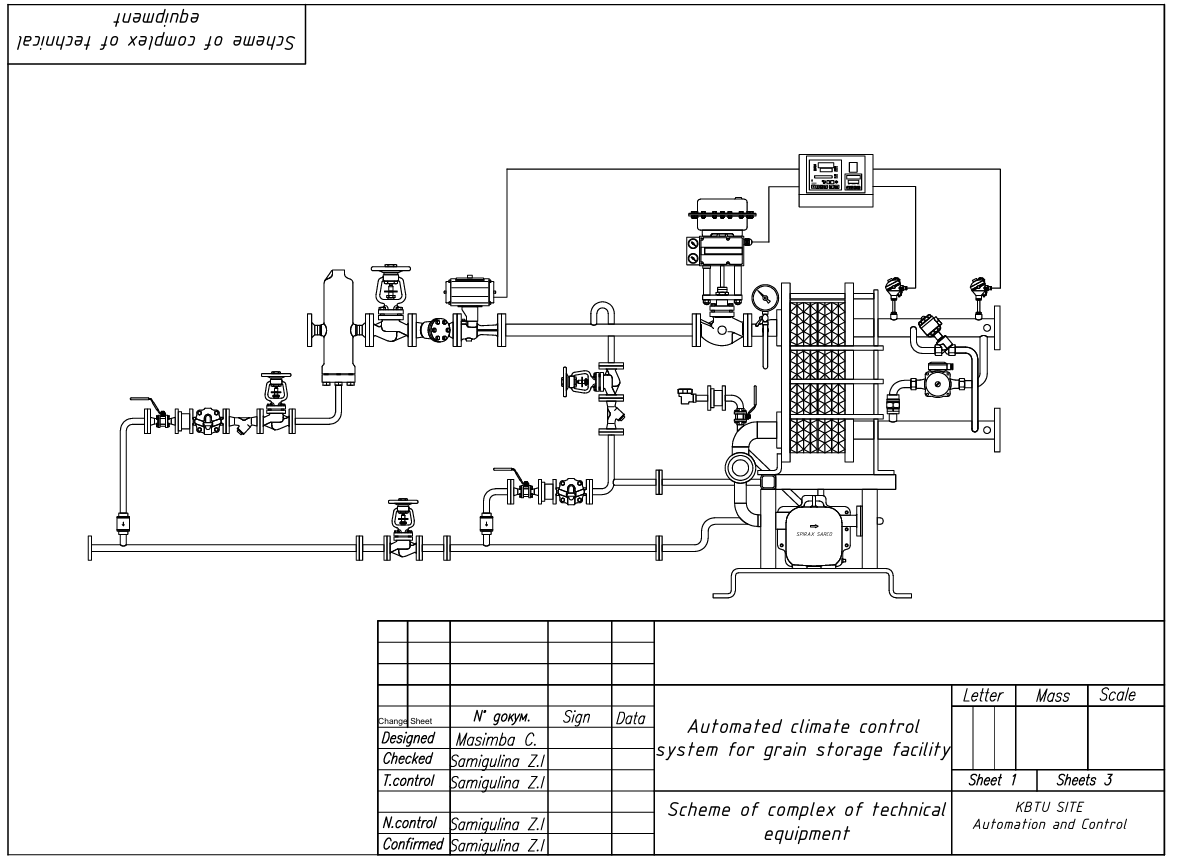 Scheme of complex of technical
equipment
SPIRAX SARCO
Change Sheet N° докум. Sign Data
Designed Masimba C.
Checked Samigulina Z.I
T.control Samigulina Z.I
N.control Samigulina Z.I
Confirmed Samigulina Z.I
Automated climate control
system for grain storage facility
Scheme of complex of technical
equipment
Letter Mass Scale
Sheet 1 Sheets 3
KBTU SITE
Automation and Control